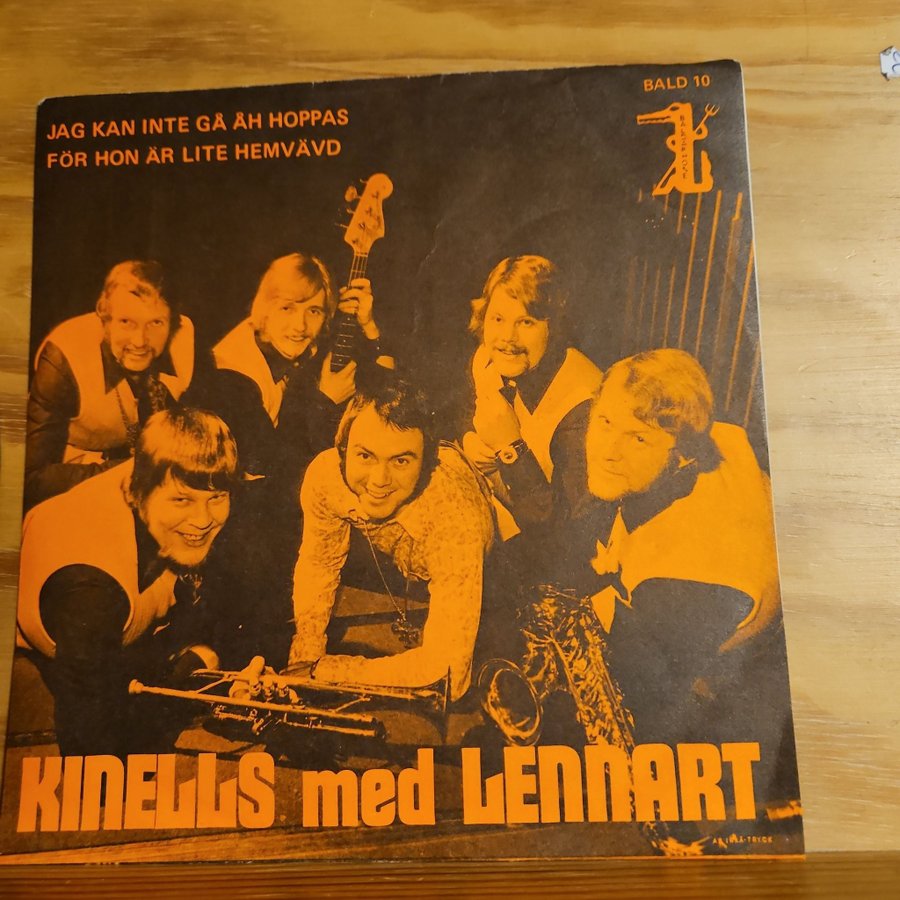 JAG KAN INTE GÅ ÅH HOPPAS
FÖR HON ÄR LITE HEMVÄVD
BALD 10
KINELLS med LENNART